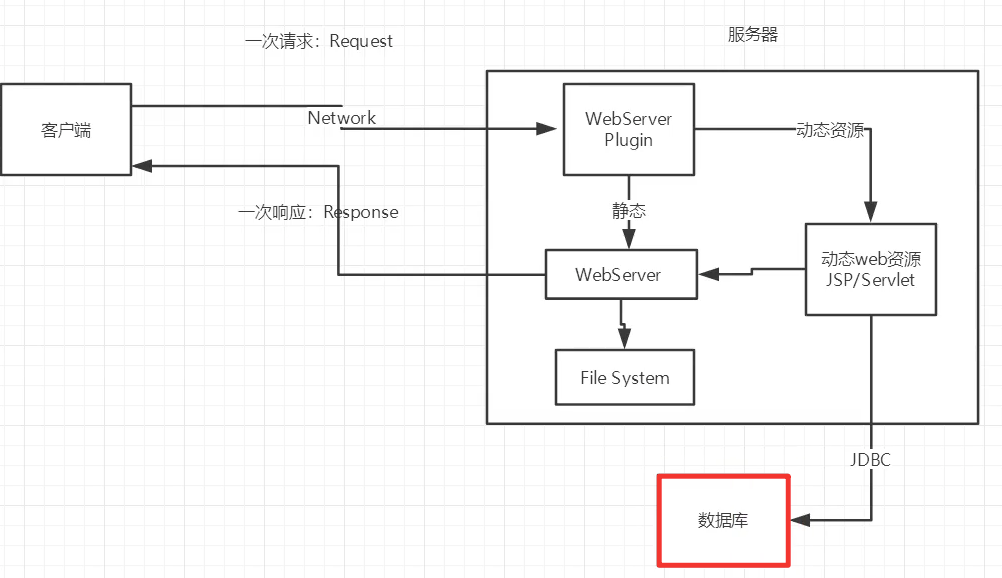 一次请求：Request
服务器
客户端
Network
WebServer
Plugin
动态资源
一次响应：Response
静态
动态web资源
JSP/Servlet
WebServer
File System
JDBC
数据库